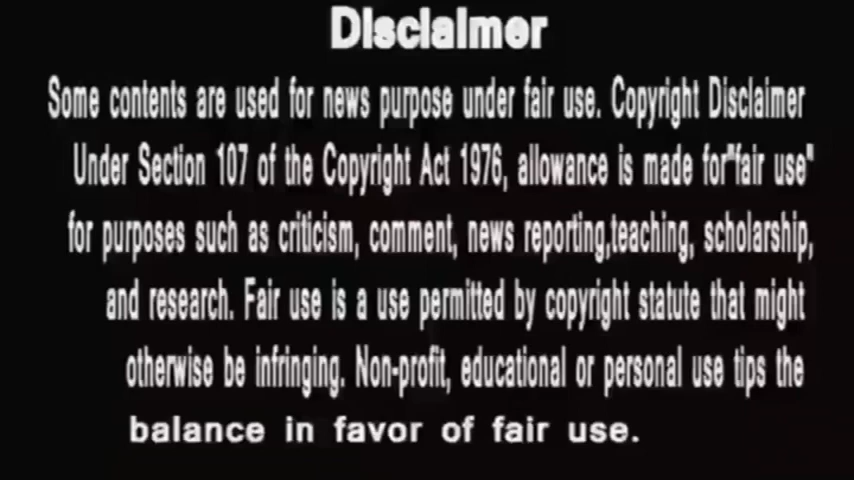 Disclaimer
Some contents are used for news purpose under fair use. Copyright Disclaimer
Under Section 107 of the Copyright Act 1976, allowance is made for"fair use"
for purposes such as criticism, comment, news reporting,teaching, scholarship,
and research. Fair use is a use permitted by copyright statute that might
otherwise be infringing. Non-profit, educational or personal use tips the
balance in favor of fair use.